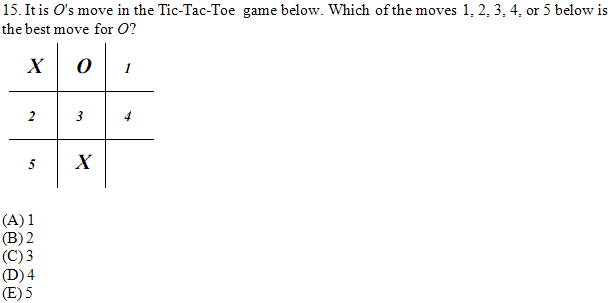 15. It is O's move in the Tic-Tac-Toe game below. Which of the moves 1, 2, 3, 4, or 5 below is
the best move for O?
X O 1
2 3 4
5 X
(A) 1
(B) 2
(C) 3
(D) 4
(E) 5